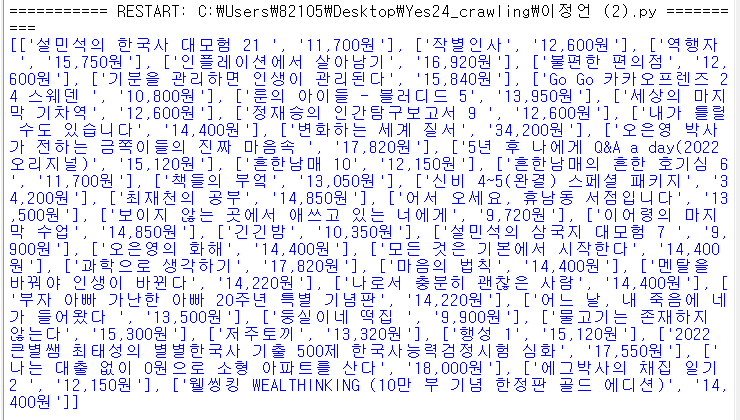 =========== RESTART: C:\Users\82105\Desktop\Yes24_crawling\이정언 (2).py =======
===
[['설민석의 한국사 대모험 21 ', '11,700원'], ['작별인사', '12,600원'], ['역행자
 ', '15,750원'], ['인플레이션에서 살아남기', '16,920원'], ['불편한 편의점', '12,
600원'], ['기분을 관리하면 인생이 관리된다', '15,840원'], ['Go Go 카카오프렌즈 2
4 스웨덴 ', '10,800원'], ['룬의 아이들 - 블러디드 5', '13,950원'], ['세상의 마지
막 기차역', '12,600원'], ['정재승의 인간탐구보고서 9 ', '12,600원'], ['내가 틀릴
 수도 있습니다', '14,400원'], ['변화하는 세계 질서', '34,200원'], ['오은영 박사
가 전하는 금쪽이들의 진짜 마음속 ', '17,820원'], ['5년 후 나에게 Q&A a day(2022
오리지널)', '15,120원'], ['흔한남매 10', '12,150원'], ['흔한남매의 흔한 호기심 6
', '11,700원'], ['책들의 부엌', '13,050원'], ['신비 4~5(완결) 스페셜 패키지', '3
4,200원'], ['최재천의 공부', '14,850원'], ['어서 오세요, 휴남동 서점입니다', '13
,500원'], ['보이지 않는 곳에서 애쓰고 있는 너에게', '9,720원'], ['이어령의 마지
막 수업', '14,850원'], ['긴긴밤', '10,350원'], ['설민석의 삼국지 대모험 7 ', '9,
900원'], ['오은영의 화해', '14,400원'], ['모든 것은 기본에서 시작한다', '14,400
원'], ['과학으로 생각하기', '17,820원'], ['마음의 법칙', '14,400원'], ['멘탈을
바꿔야 인생이 바뀐다', '14,220원'], ['나로서 충분히 괜찮은 사람', '14,400원'], [
'부자 아빠 가난한 아빠 20주년 특별 기념판', '14,220원'], ['어느 날, 내 죽음에 네
가 들어왔다 ', '13,500원'], ['둥실이네 떡집 ', '9,900원'], ['물고기는 존재하지
않는다', '15,300원'], ['저주토끼', '13,320원'], ['행성 1', '15,120원'], ['2022
큰별쌤 최태성의 별별한국사 기출 500제 한국사능력검정시험 심화', '17,550원'], ['
나는 대출 없이 0원으로 소형 아파트를 산다', '18,000원'], ['에그박사의 채집 일기
2 ', '12,150원'], ['웰씽킹 WEALTHINKING (10만 부 기념 한정판 골드 에디션)', '14,
400원']]